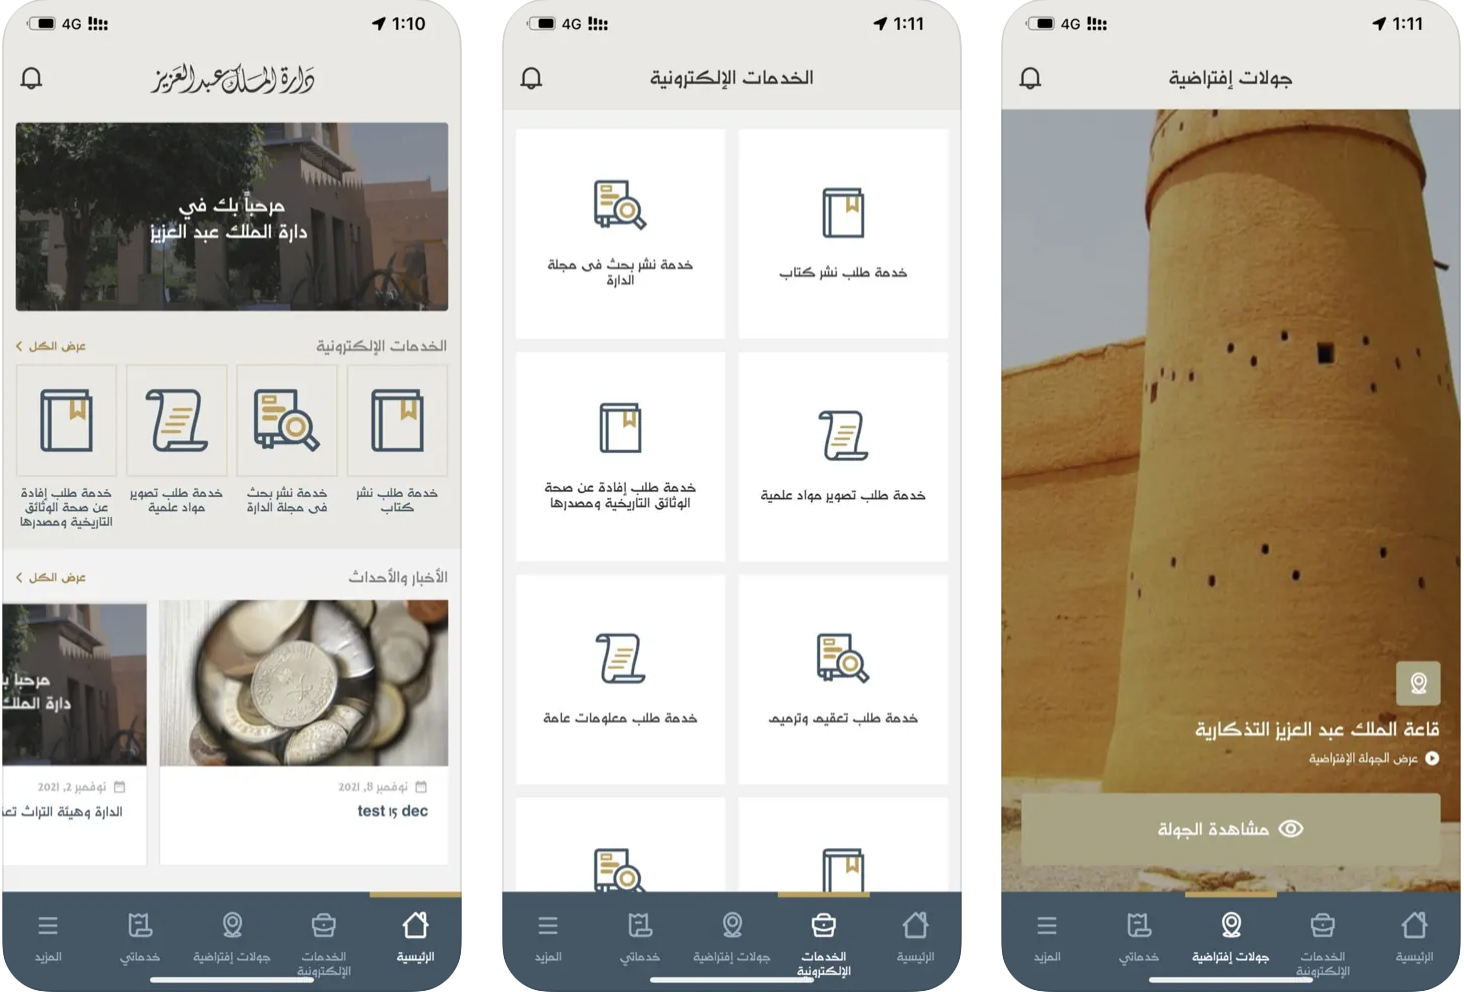 1:10
4G
دارة الملك عبدالعزيز
مرحباً بك في
دارة الملك عبد العزيز
الخدمات الإلكترونية
عرض الكل
خدمة طلب نشر
كتاب
خدمة نشر بحث
فى مجلة الدارة
خدمة طلب تصوير
مواد علمية
خدمة طلب إفادة
عن صحة الوثائق
التاريخية ومصدرها
الأخبار والأحداث
عرض الكل
مرحباً ب
دارة الملك
نوفمبر 8, 2021
test 15 dec
نوفمبر 2, 2021
الدارة وهيئة التراث تعق
الرئيسية
الخدمات
الإلكترونية
جولات إفتراضية
خدماتي
المزيد
1:11
4G
الخدمات الإلكترونية
خدمة طلب نشر كتاب
خدمة نشر بحث فى مجلة
الدارة
خدمة طلب تصوير مواد علمية
خدمة طلب إفادة عن صحة
الوثائق التاريخية ومصدرها
خدمة طلب تعقيم وترميم
خدمة طلب معلومات عامة
الرئيسية
الخدمات
الإلكترونية
جولات إفتراضية
خدماتي
المزيد
1:11
4G
جولات إفتراضية
قاعة الملك عبد العزيز التذكارية
عرض الجولة الإفتراضية
مشاهدة الجولة
الرئيسية
الخدمات
الإلكترونية
جولات إفتراضية
خدماتي
المزيد